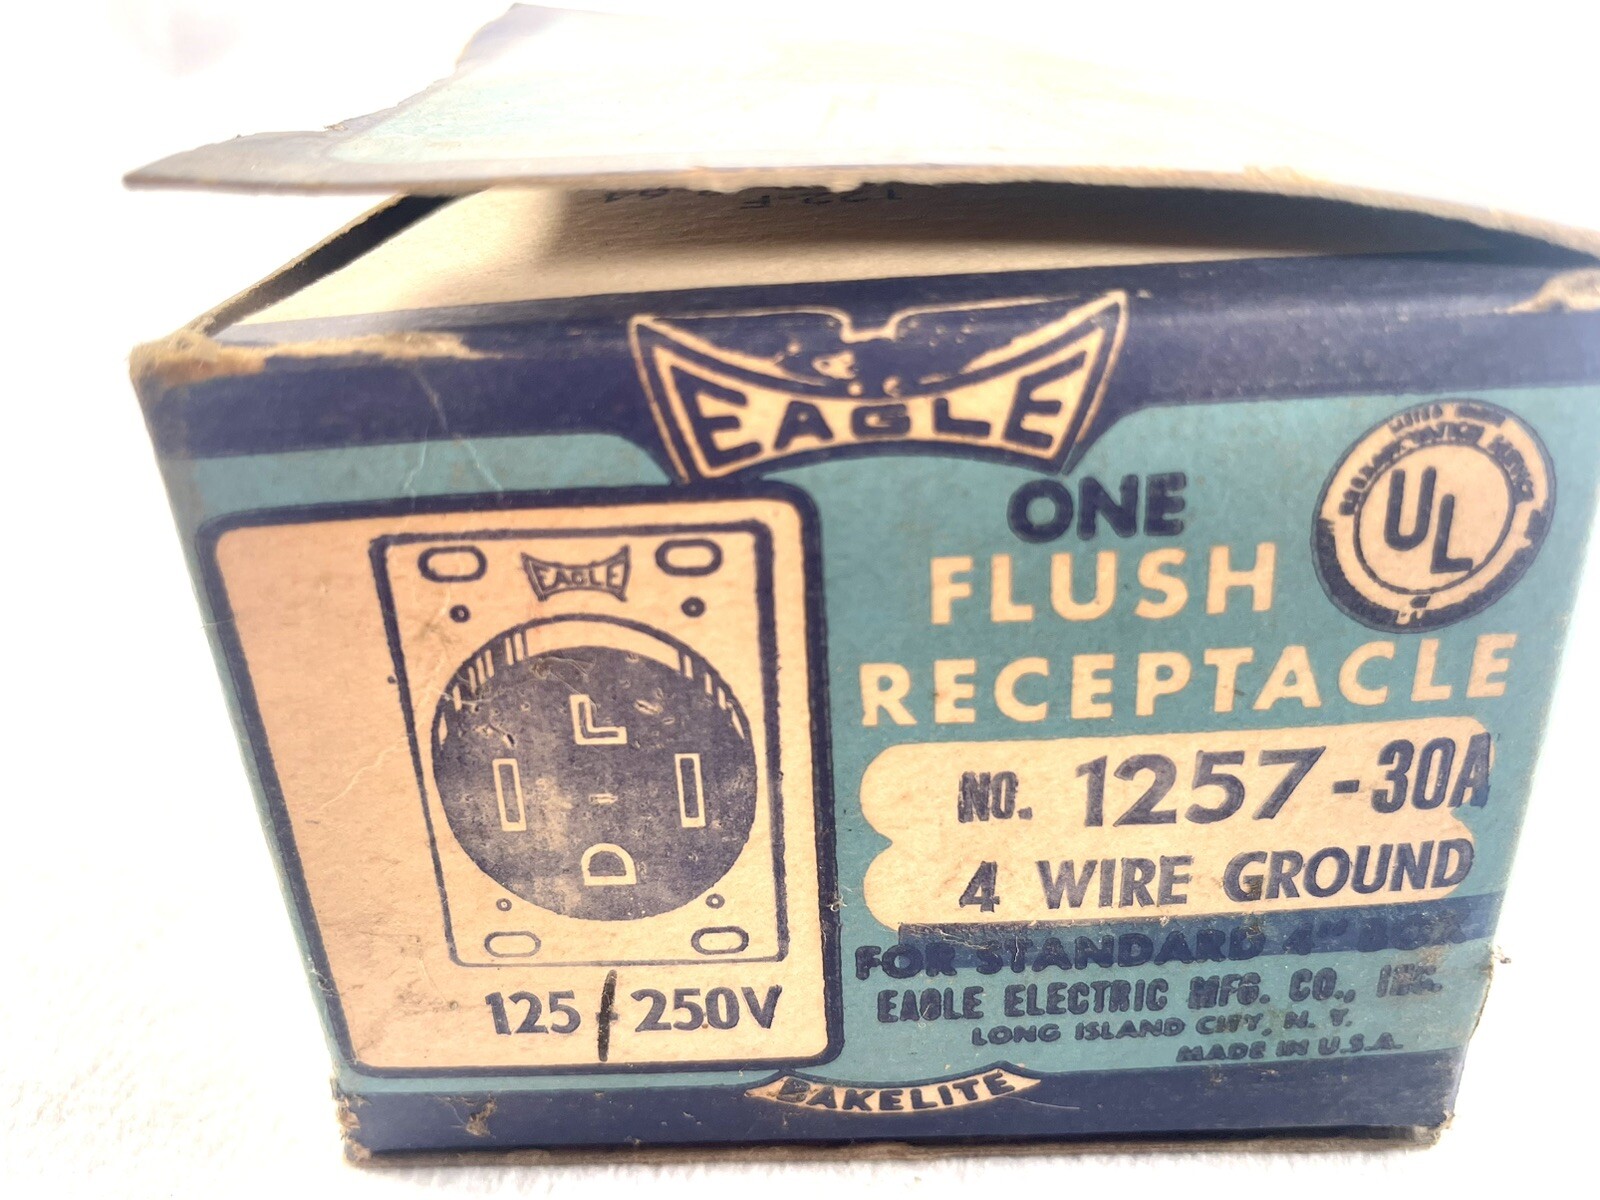 EAGLE
ONE
FLUSH
RECEPTACLE
UL
NO. 1257-30A
4 WIRE GROUND
FOR STANDARD 4" BOX
EAGLE ELECTRIC MFG. CO., INC.
LONG ISLAND CITY, N. Y.
MADE IN U.S.A.
EAGLE
125/250V
BAKELITE